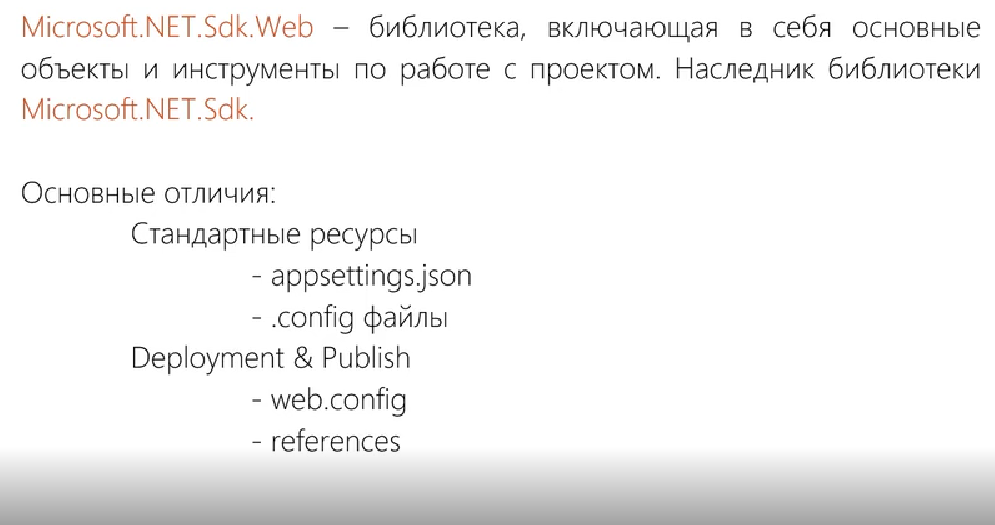 Microsoft.NET.Sdk.Web – библиотека, включающая в себя основные
объекты и инструменты по работе с проектом. Наследник библиотеки
Microsoft.NET.Sdk.
Основные отличия:
Стандартные ресурсы
- appsettings.json
- .config файлы
Deployment & Publish
- web.config
- references